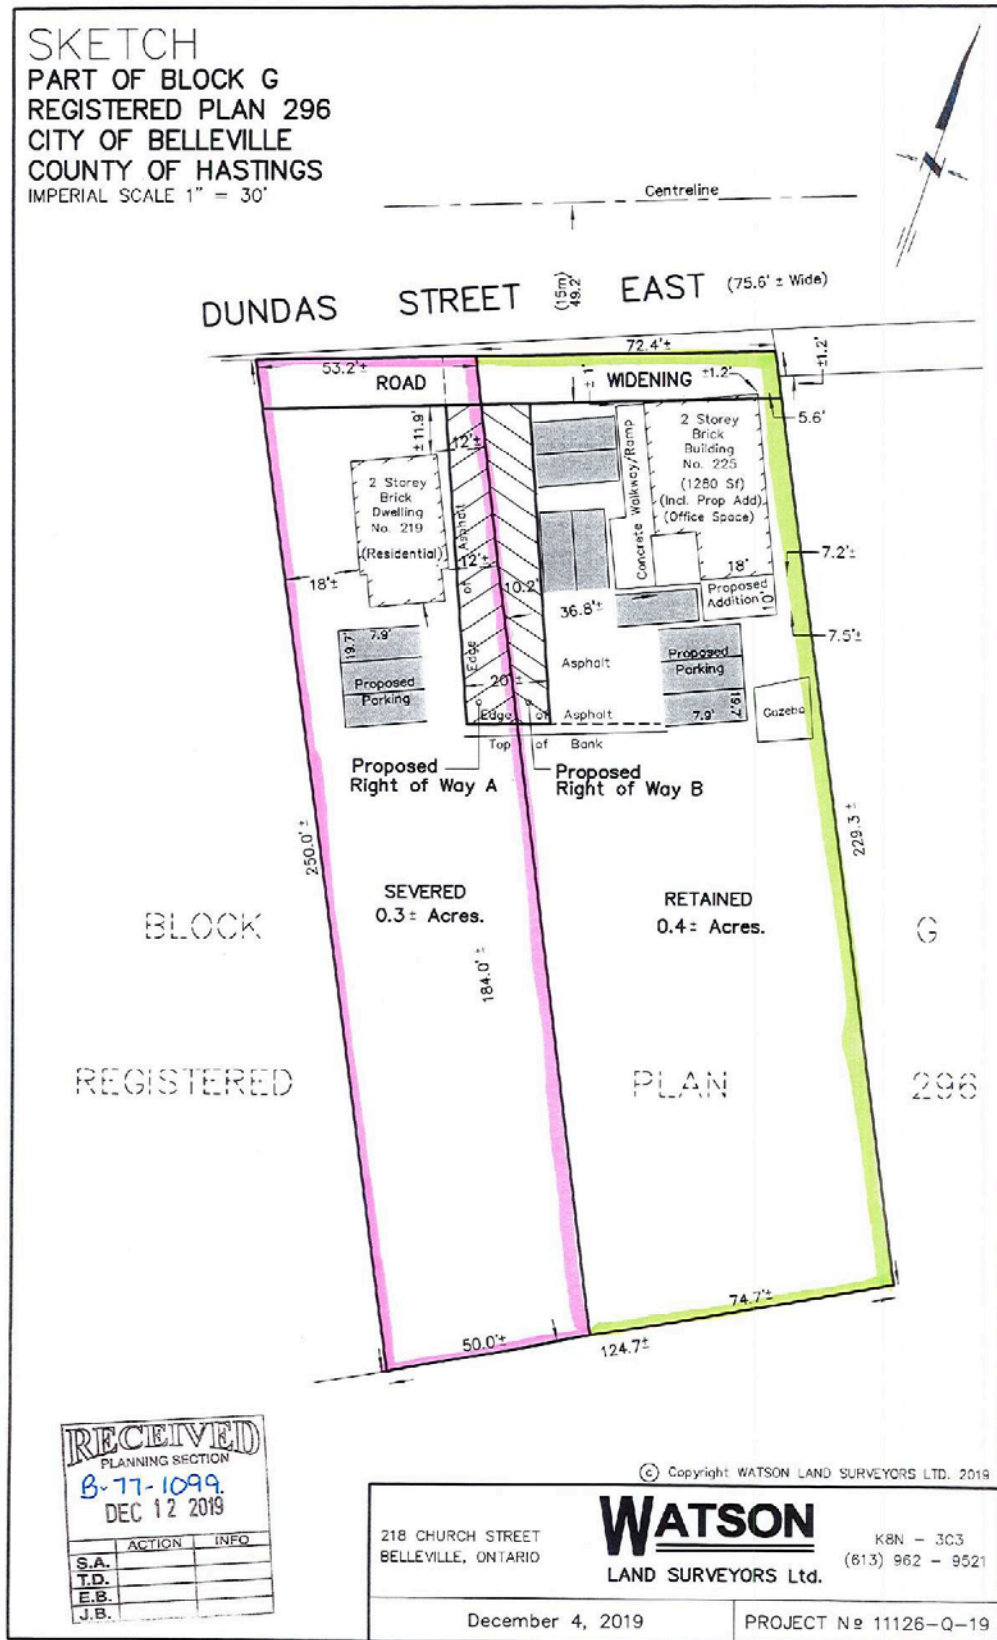 SKETCH
PART OF BLOCK G
REGISTERED PLAN 296
CITY OF BELLEVILLE
COUNTY OF HASTINGS
IMPERIAL SCALE 1" = 30'
Centreline
DUNDAS STREET EAST (75.6' ± Wide)
(15m)
49.2'
72.4'±
53.2'±
±1.2'
ROAD WIDENING
±1.2'
± 1'
5.6'
±11.9'
12'±
2 Storey
Brick
Dwelling
No. 219
(Residential)
2 Storey
Brick
Building
No. 225
(1280 Sf)
(Incl. Prop Add)
(Office Space)
Concrete Walkway/Ramp
Edge of Asphalt
12'±
18'±
10.2'
36.8'±
7.2'±
18'
Proposed
Addition
10'
7.5'±
19.7'
7.9'
Proposed
Parking
20'±
Asphalt
Proposed
Parking
7.9'
19.7'
Gazebo
Edge of Asphalt
Top of Bank
Proposed
Right of Way A
Proposed
Right of Way B
250.0'±
229.3'±
SEVERED
0.3± Acres.
RETAINED
0.4± Acres.
184.0'±
BLOCK G
REGISTERED PLAN 296
50.0'±
74.7'±
124.7'±
RECEIVED
PLANNING SECTION
B-77-1099.
DEC 12 2019
ACTION INFO
S.A.
T.D.
E.B.
J.B.
© Copyright WATSON LAND SURVEYORS LTD. 2019
218 CHURCH STREET
BELLEVILLE, ONTARIO
WATSON
LAND SURVEYORS Ltd.
K8N - 3C3
(613) 962 - 9521
December 4, 2019
PROJECT Nº 11126-Q-19